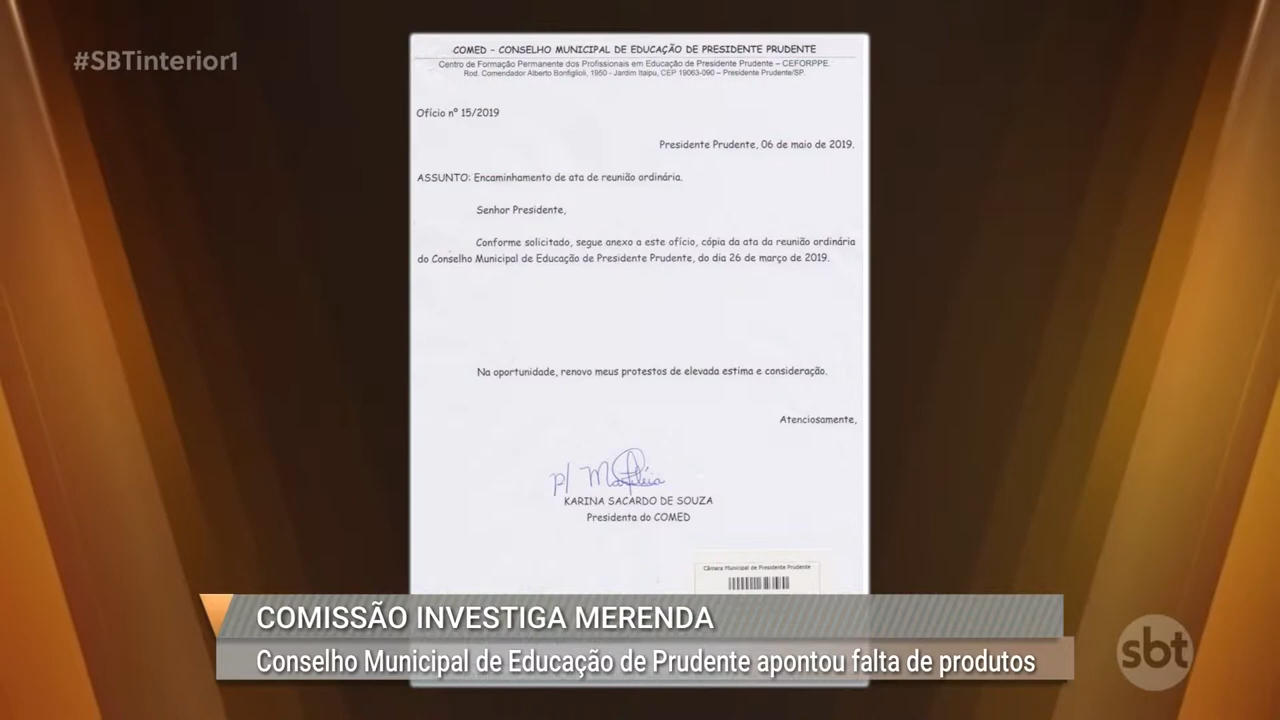 #SBTinterior1
COMED – CONSELHO MUNICIPAL DE EDUCAÇÃO DE PRESIDENTE PRUDENTE
Centro de Formação Permanente dos Profissionais em Educação de Presidente Prudente – CEFORPPE.
Rod. Comendador Alberto Bonfiglioli, 1950 - Jardim Itaipu, CEP 19063-090 – Presidente Prudente/SP.
Ofício nº 15/2019
Presidente Prudente, 06 de maio de 2019.
ASSUNTO: Encaminhamento de ata de reunião ordinária.
Senhor Presidente,
Conforme solicitado, segue anexo a este ofício, cópia da ata da reunião ordinária
do Conselho Municipal de Educação de Presidente Prudente, do dia 26 de março de 2019.
Na oportunidade, renovo meus protestos de elevada estima e consideração.
Atenciosamente,
p/
KARINA SACARDO DE SOUZA
Presidenta do COMED
Câmara Municipal de Presidente Prudente
COMISSÃO INVESTIGA MERENDA
Conselho Municipal de Educação de Prudente apontou falta de produtos
sbt